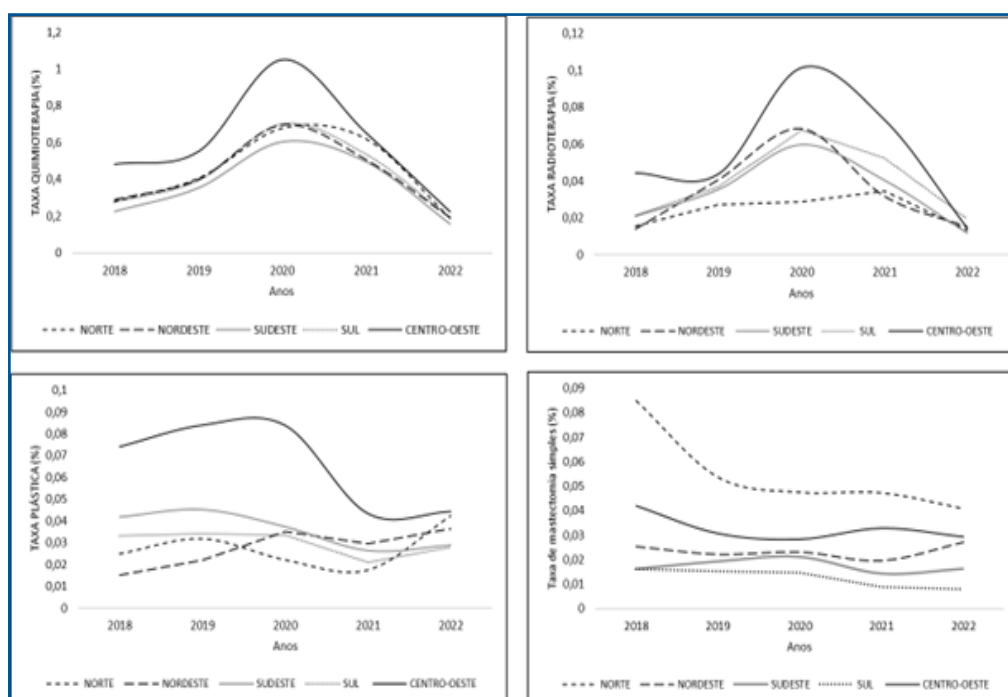 TAXA QUIMIOTERAPIA (%)
1,2
1
0,8
0,6
0,4
0,2
0
2018 2019 2020 2021 2022
Anos
NORTE NORDESTE SUDESTE SUL CENTRO-OESTE
TAXA RADIOTERAPIA (%)
0,12
0,1
0,08
0,06
0,04
0,02
0
2018 2019 2020 2021 2022
Anos
NORTE NORDESTE SUDESTE SUL CENTRO-OESTE
TAXA PLÁSTICA (%)
0,1
0,09
0,08
0,07
0,06
0,05
0,04
0,03
0,02
0,01
0
2018 2019 2020 2021 2022
Anos
NORTE NORDESTE SUDESTE SUL CENTRO-OESTE
Taxa de mastectomia simples (%)
0,09
0,08
0,07
0,06
0,05
0,04
0,03
0,02
0,01
0
2018 2019 2020 2021 2022
Anos
NORTE NORDESTE SUDESTE SUL CENTRO-OESTE